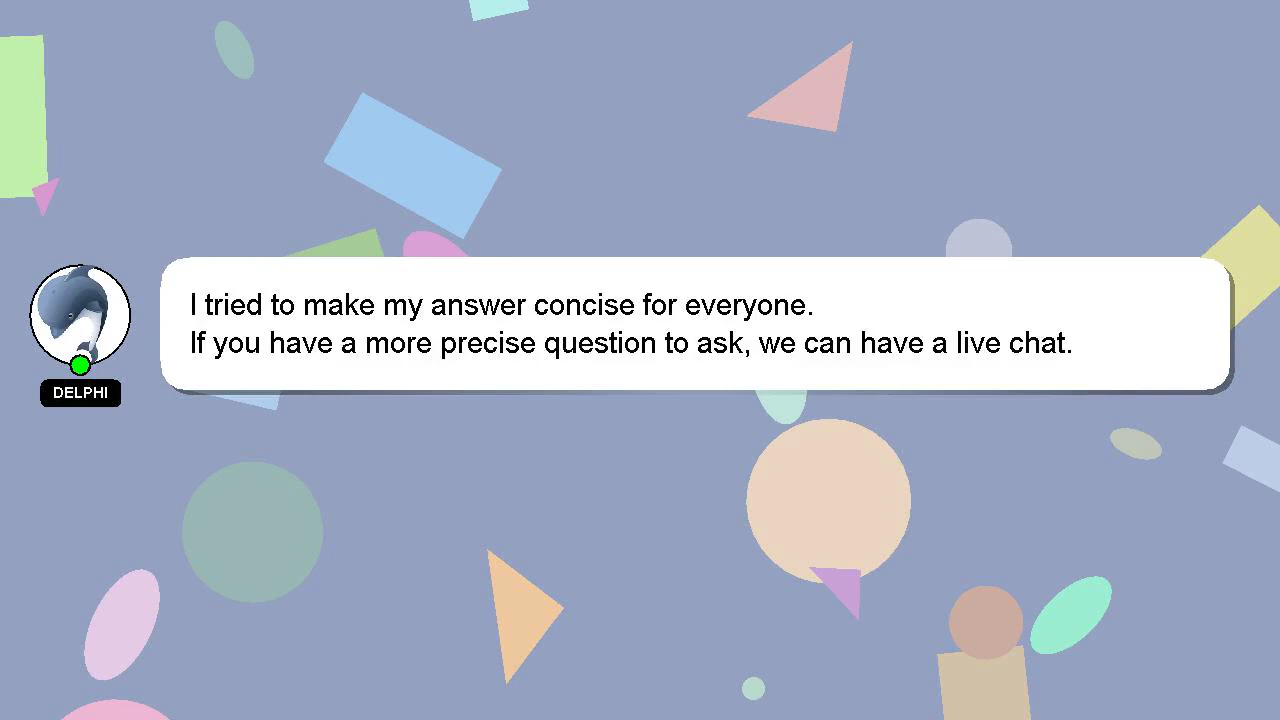 I tried to make my answer concise for everyone.
If you have a more precise question to ask, we can have a live chat.
DELPHI